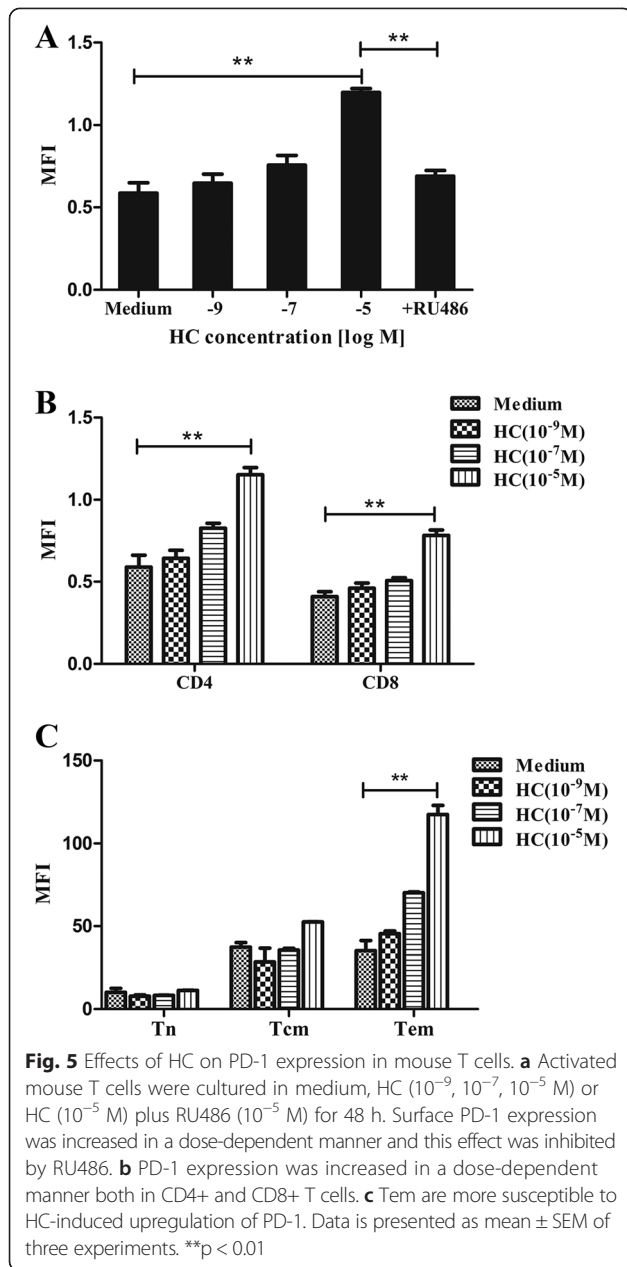 A
**
**
1.5
1.0
0.5
0.0
MFI
Medium -9 -7 -5 +RU486
HC concentration [log M]
B
Medium
HC(10⁻⁹M)
HC(10⁻⁷M)
HC(10⁻⁵M)
**
**
1.5
1.0
0.5
0.0
MFI
CD4 CD8
C
Medium
HC(10⁻⁹M)
HC(10⁻⁷M)
HC(10⁻⁵M)
**
150
100
50
0
MFI
Tn Tcm Tem
Fig. 5 Effects of HC on PD-1 expression in mouse T cells. a Activated
mouse T cells were cultured in medium, HC (10⁻⁹, 10⁻⁷, 10⁻⁵ M) or
HC (10⁻⁵ M) plus RU486 (10⁻⁵ M) for 48 h. Surface PD-1 expression
was increased in a dose-dependent manner and this effect was inhibited
by RU486. b PD-1 expression was increased in a dose-dependent
manner both in CD4+ and CD8+ T cells. c Tem are more susceptible to
HC-induced upregulation of PD-1. Data is presented as mean ± SEM of
three experiments. **p < 0.01